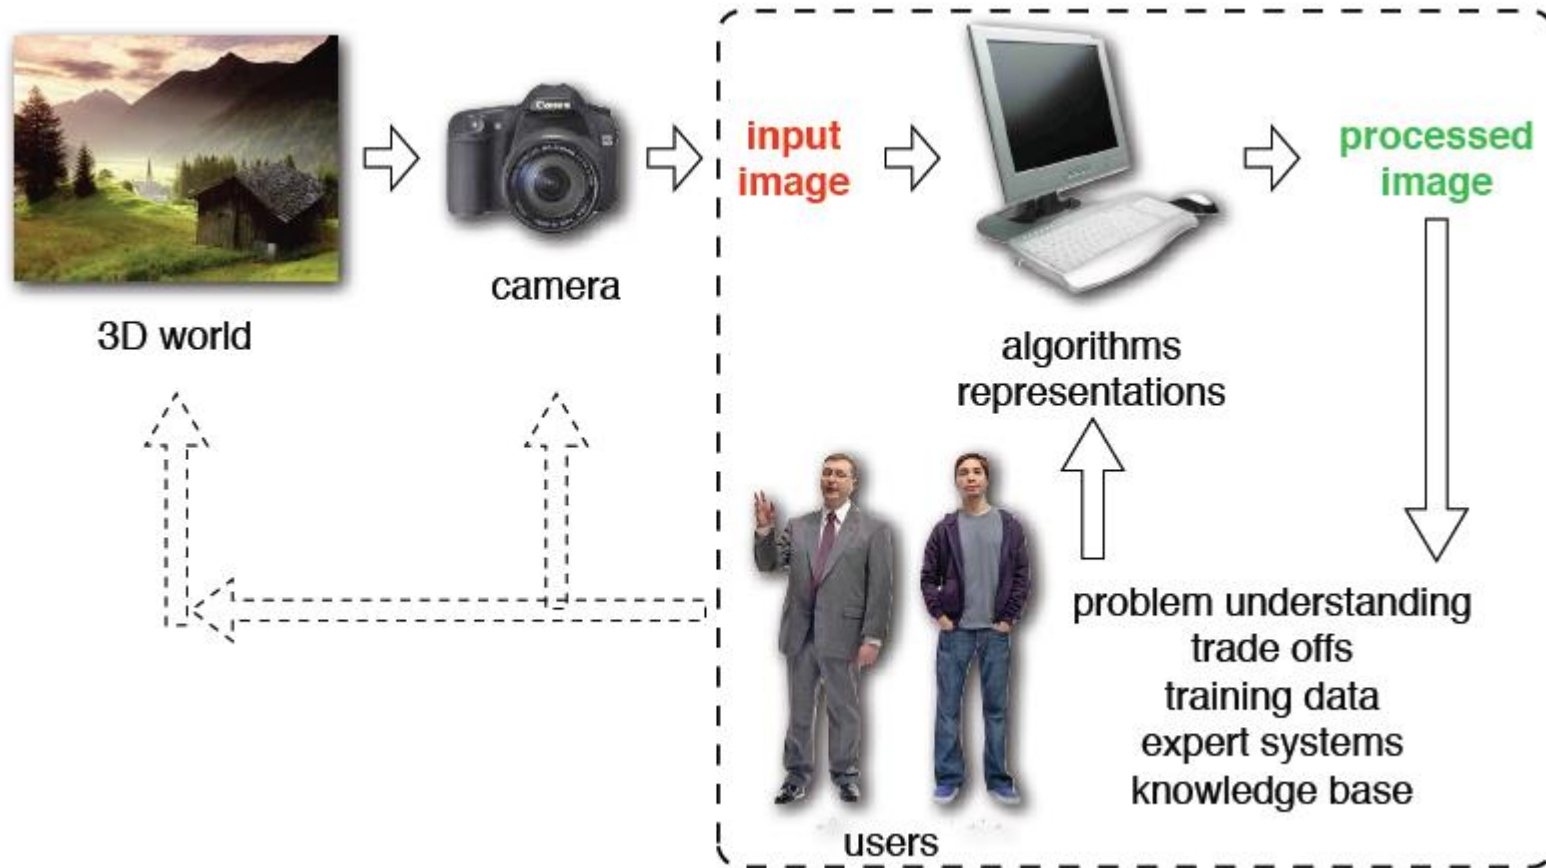 Canon
3D world
camera
input
image
processed
image
algorithms
representations
problem understanding
trade offs
training data
expert systems
knowledge base
users